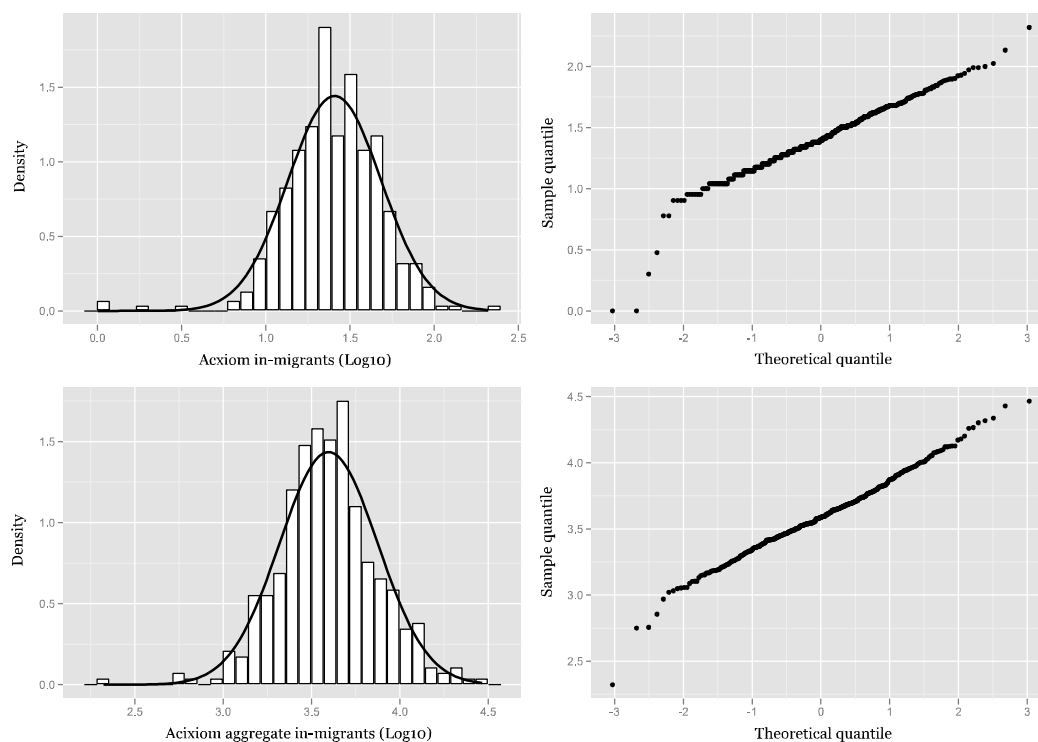 Density
1.5
1.0
0.5
0.0
0.0 0.5 1.0 1.5 2.0 2.5
Acxiom in-migrants (Log10)
Sample quantile
2.0
1.5
1.0
0.5
0.0
-3 -2 -1 0 1 2 3
Theoretical quantile
Density
1.5
1.0
0.5
0.0
2.5 3.0 3.5 4.0 4.5
Acixiom aggregate in-migrants (Log10)
Sample quantile
4.5
4.0
3.5
3.0
2.5
-3 -2 -1 0 1 2 3
Theoretical quantile